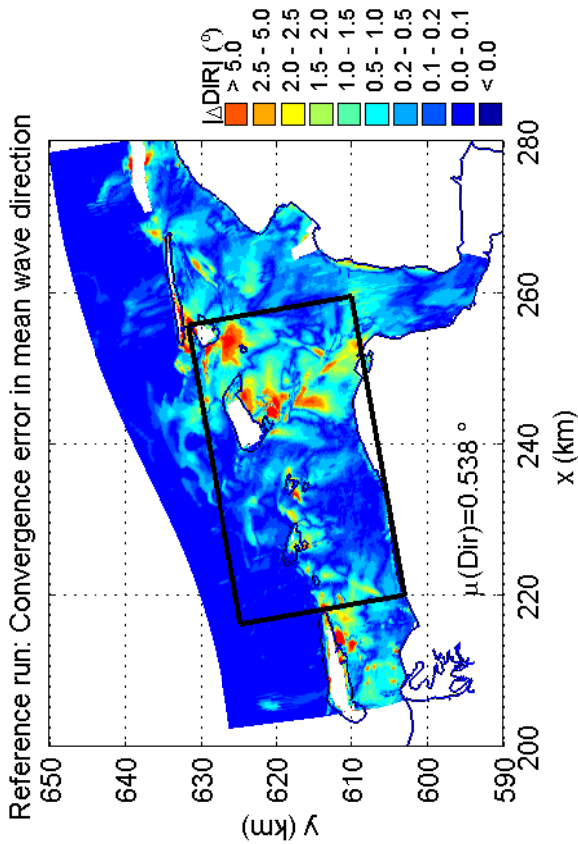 Reference run: Convergence error in mean wave direction
|ΔDIR| (°)
> 5.0
2.5 - 5.0
2.0 - 2.5
1.5 - 2.0
1.0 - 1.5
0.5 - 1.0
0.2 - 0.5
0.1 - 0.2
0.0 - 0.1
< 0.0
650
640
630
620
610
600
590
y (km)
μ(Dir)=0.538 °
200
220
240
260
280
x (km)